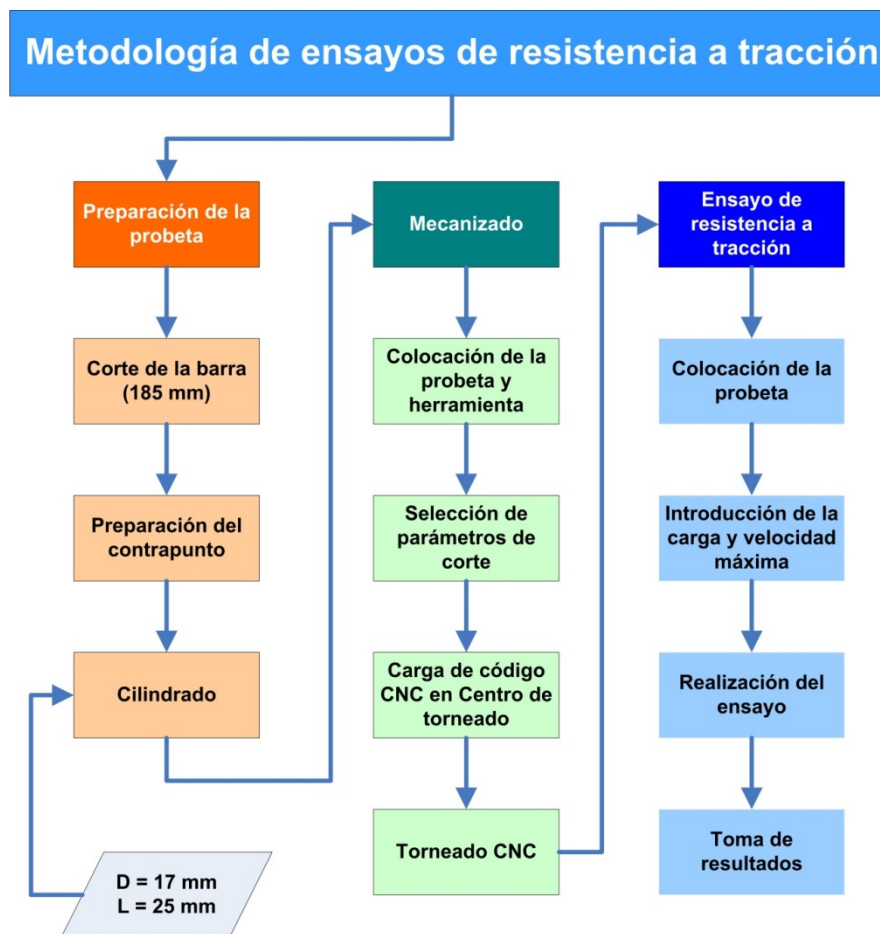 Metodología de ensayos de resistencia a tracción
Preparación de la
probeta
Corte de la barra
(185 mm)
Preparación del
contrapunto
Cilindrado
D = 17 mm
L = 25 mm
Mecanizado
Colocación de la
probeta y
herramienta
Selección de
parámetros de
corte
Carga de código
CNC en Centro de
torneado
Torneado CNC
Ensayo de
resistencia a
tracción
Colocación de la
probeta
Introducción de la
carga y velocidad
máxima
Realización del
ensayo
Toma de
resultados